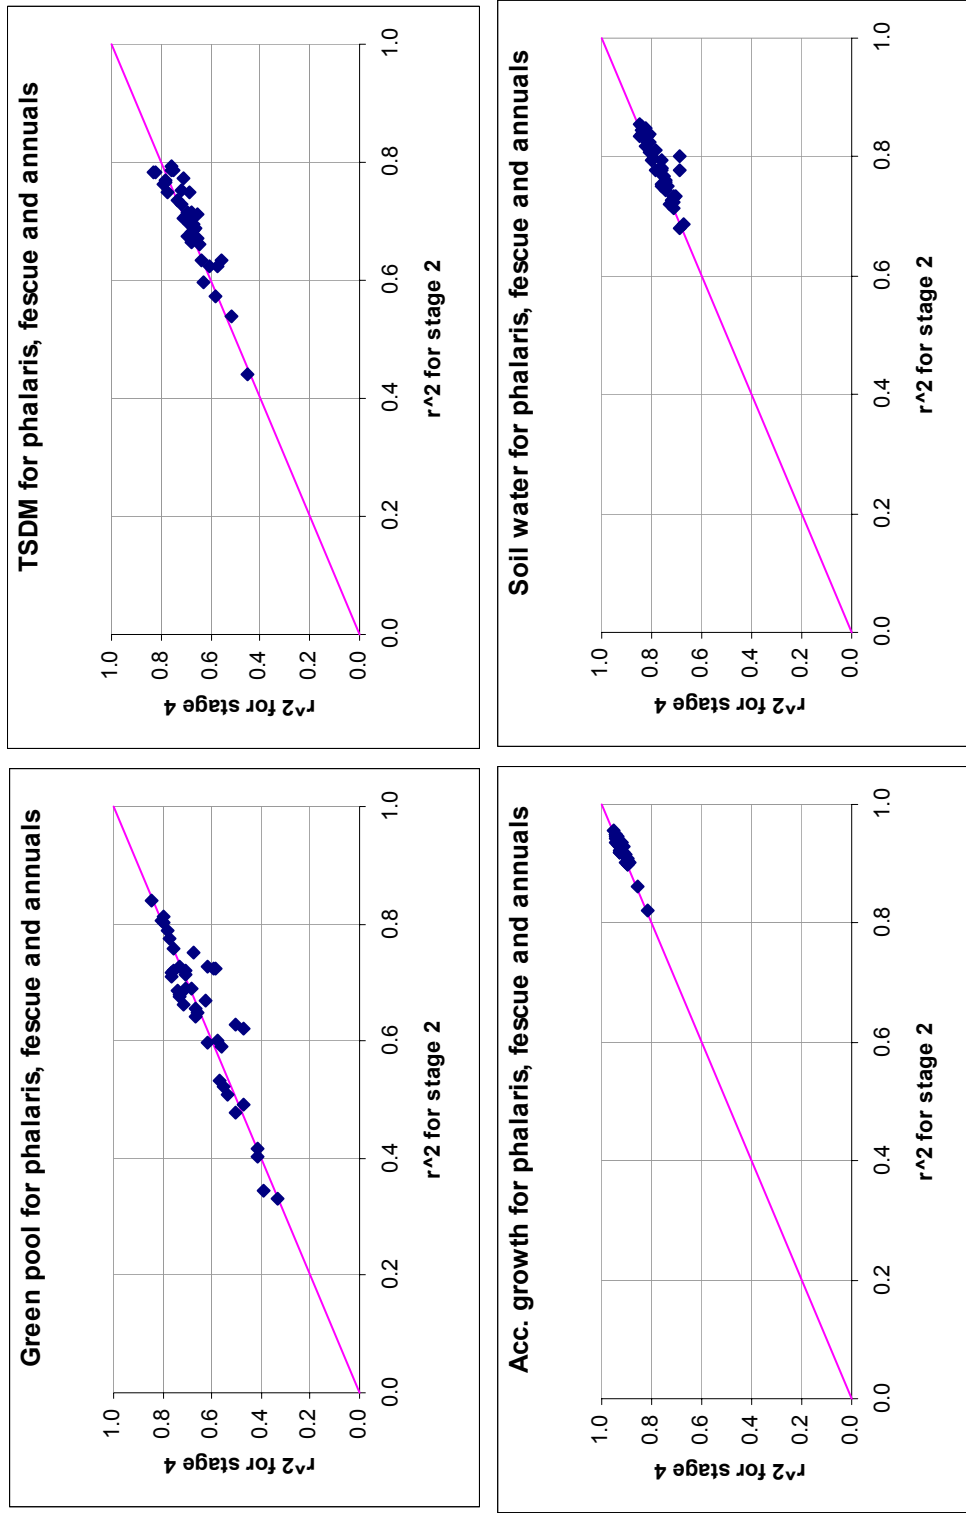 Green pool for phalaris, fescue and annuals
r^2 for stage 4
1.0
0.8
0.6
0.4
0.2
0.0
0.0 0.2 0.4 0.6 0.8 1.0
r^2 for stage 2
TSDM for phalaris, fescue and annuals
r^2 for stage 4
1.0
0.8
0.6
0.4
0.2
0.0
0.0 0.2 0.4 0.6 0.8 1.0
r^2 for stage 2
Acc. growth for phalaris, fescue and annuals
r^2 for stage 4
1.0
0.8
0.6
0.4
0.2
0.0
0.0 0.2 0.4 0.6 0.8 1.0
r^2 for stage 2
Soil water for phalaris, fescue and annuals
r^2 for stage 4
1.0
0.8
0.6
0.4
0.2
0.0
0.0 0.2 0.4 0.6 0.8 1.0
r^2 for stage 2